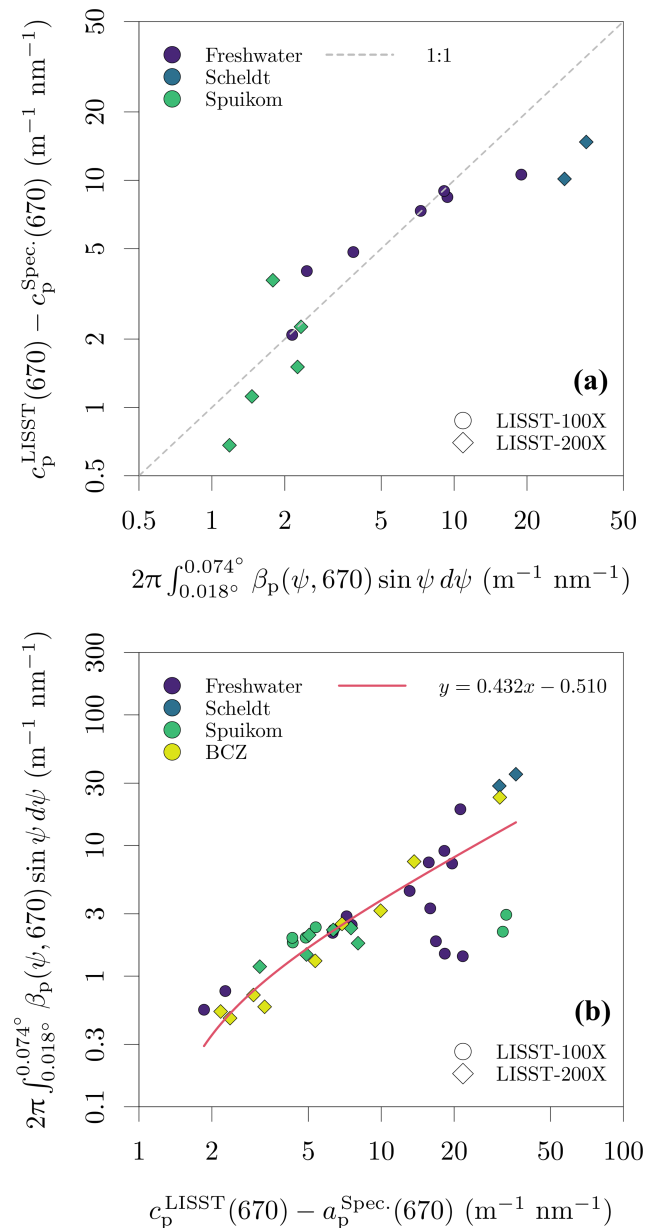 50
20
10
5
2
1
0.5
c_p^LISST(670) − c_p^Spec.(670) (m⁻¹ nm⁻¹)
Freshwater 1:1
Scheldt
Spuikom
(a)
LISST-100X
LISST-200X
0.5 1 2 5 10 20 50
2π ∫_0.018°^0.074° β_p(ψ, 670) sin ψ dψ (m⁻¹ nm⁻¹)
300
100
30
10
3
1
0.3
0.1
2π ∫_0.018°^0.074° β_p(ψ, 670) sin ψ dψ (m⁻¹ nm⁻¹)
Freshwater y = 0.432x − 0.510
Scheldt
Spuikom
BCZ
(b)
LISST-100X
LISST-200X
1 2 5 10 20 50 100
c_p^LISST(670) − a_p^Spec.(670) (m⁻¹ nm⁻¹)